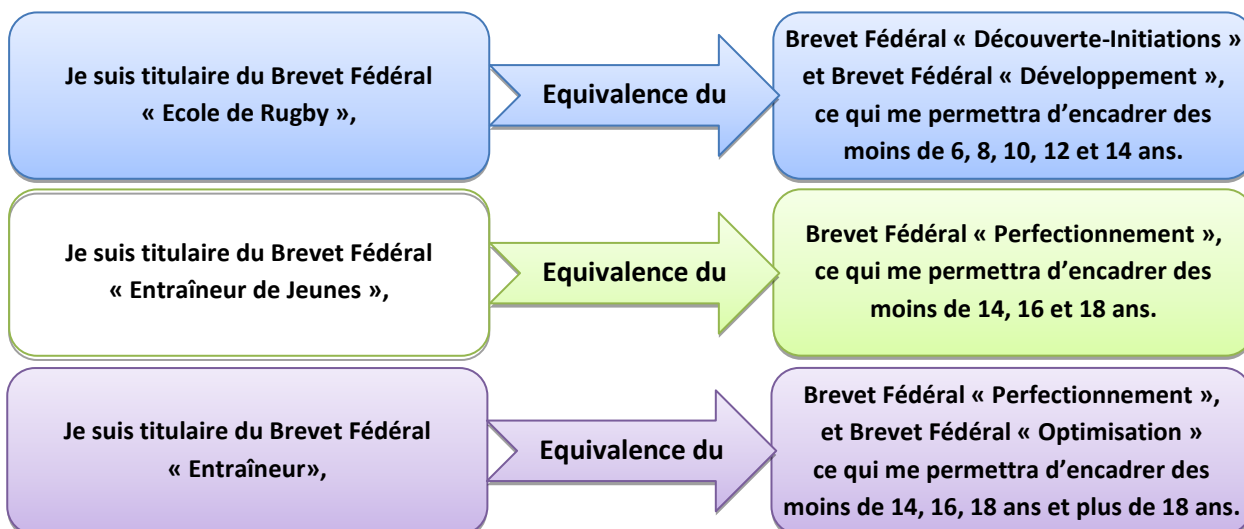 Je suis titulaire du Brevet Fédéral
« Ecole de Rugby »,
Equivalence du
Brevet Fédéral « Découverte-Initiations »
et Brevet Fédéral « Développement »,
ce qui me permettra d’encadrer des
moins de 6, 8, 10, 12 et 14 ans.
Je suis titulaire du Brevet Fédéral
« Entraîneur de Jeunes »,
Equivalence du
Brevet Fédéral « Perfectionnement »,
ce qui me permettra d’encadrer des
moins de 14, 16 et 18 ans.
Je suis titulaire du Brevet Fédéral
« Entraîneur»,
Equivalence du
Brevet Fédéral « Perfectionnement »,
et Brevet Fédéral « Optimisation »
ce qui me permettra d’encadrer des
moins de 14, 16, 18 ans et plus de 18 ans.